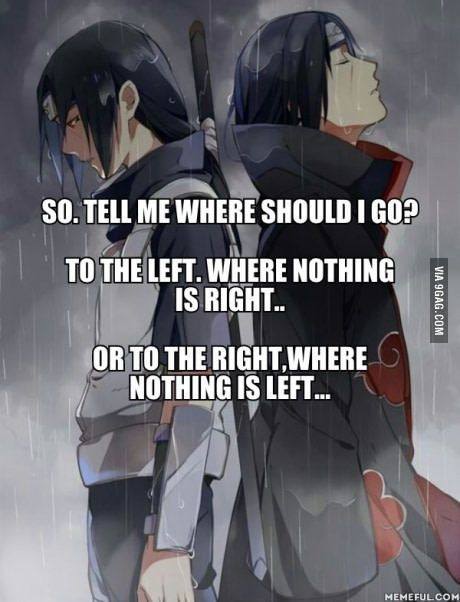 SO. TELL ME WHERE SHOULD I GO?
TO THE LEFT. WHERE NOTHING
IS RIGHT..
OR TO THE RIGHT,WHERE
NOTHING IS LEFT...
VIA 9GAG.COM
MEMEFUL.COM